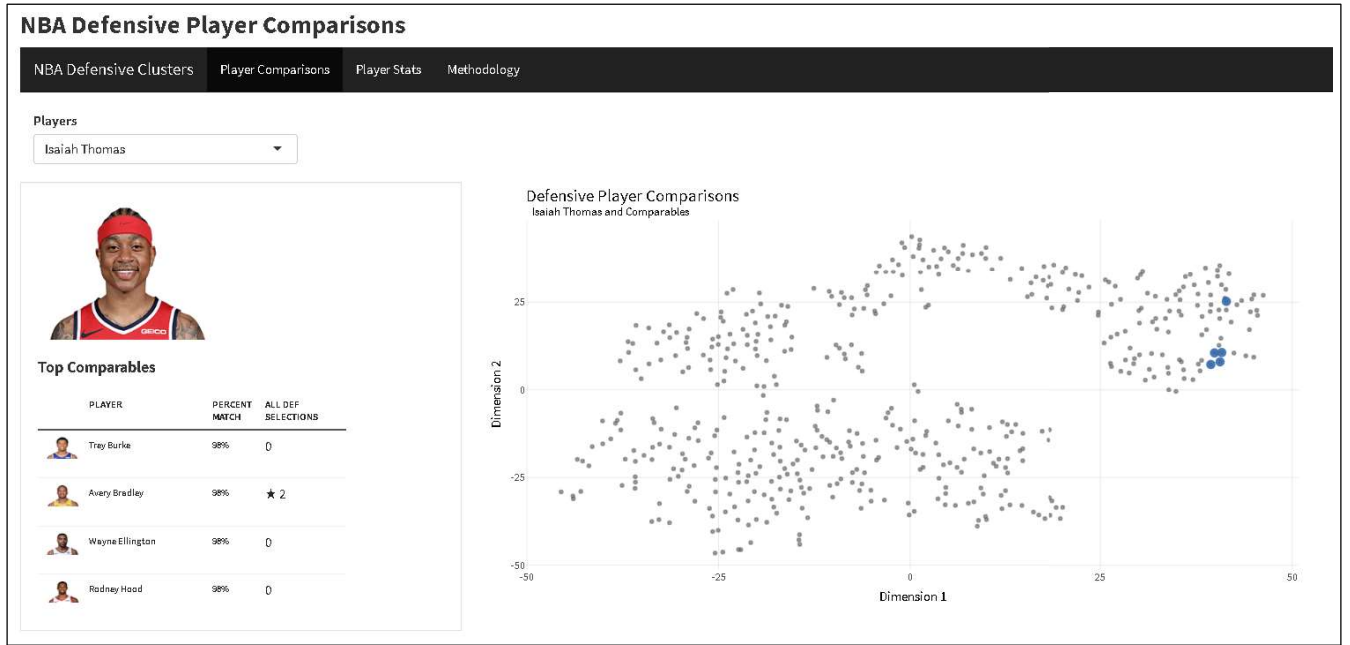 NBA Defensive Player Comparisons
NBA Defensive Clusters Player Comparisons Player Stats Methodology
Players
Isaiah Thomas
GEICO
Top Comparables
PLAYER PERCENT MATCH ALL DEF SELECTIONS
Trey Burke 98% 0
Avery Bradley 98% ★ 2
Wayne Ellington 98% 0
Rodney Hood 98% 0
Defensive Player Comparisons
Isaiah Thomas and Comparables
Dimension 2
25
0
-25
-50
-50 -25 0 25 50
Dimension 1